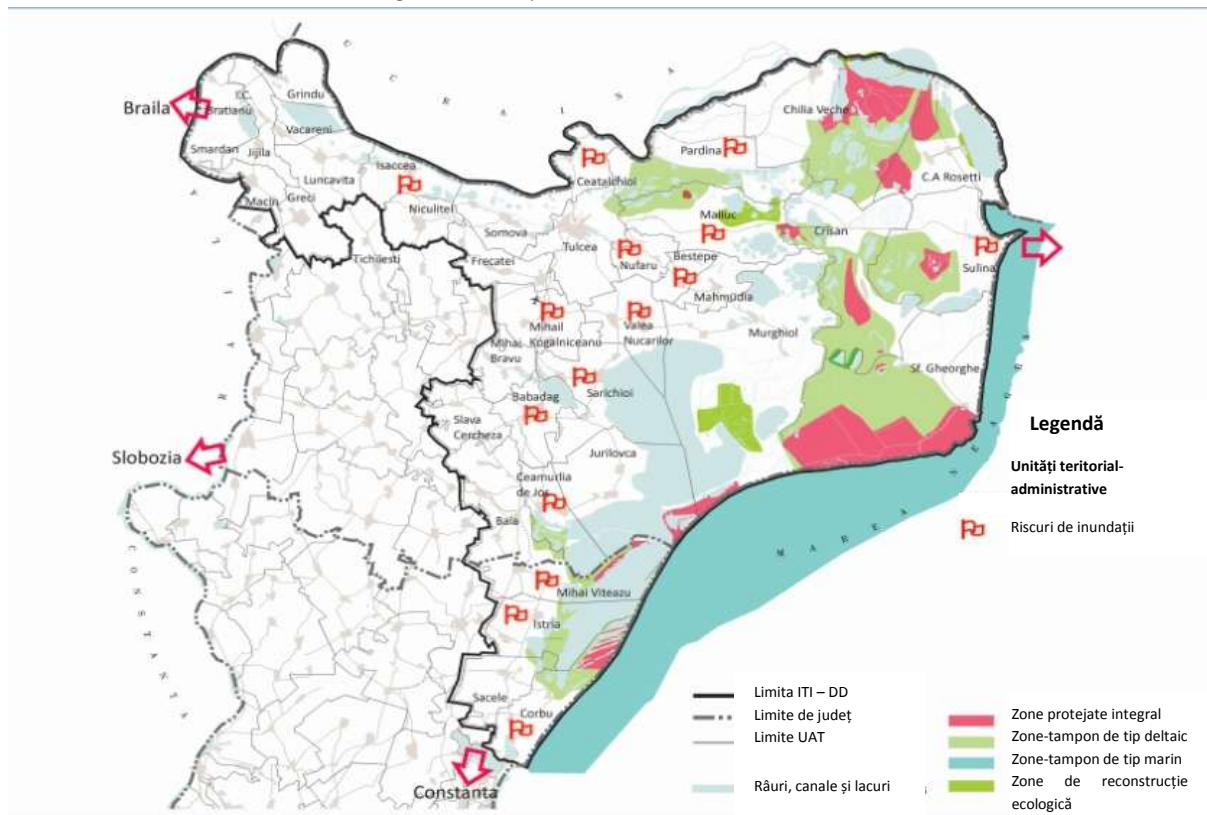 U C R A I N A
Braila
I.C.
Bratianu
Grindu
Vacareni
Smardan
Jijila
Isaccea
Luncavita
Macin
Greci
Niculitel
Somova
Tichilesti
Frecatei
Tulcea
Ceatalchioi
Pardina
Chilia Veche
C.A Rosetti
Maliuc
Crisan
Nufaru
Bestepe
Mahmudia
Sulina
Mihail
Kogalniceanu
Valea
Nucarilor
Murghiol
Mihai
Bravu
Sarichioi
Sf. Gheorghe
Babadag
Slava
Cercheza
Jurilovca
Slobozia
Ceamurlia
de Jos
Baia
M A R E A N E A G R A
C O N S T A N T A
Mihai Viteazu
Istria
Sacele
Corbu
Constanta
Legendă
Unități teritorial-
administrative
Riscuri de inundații
Limita ITI – DD
Limite de județ
Limite UAT
Râuri, canale și lacuri
Zone protejate integral
Zone-tampon de tip deltaic
Zone-tampon de tip marin
Zone de reconstrucție
ecologică